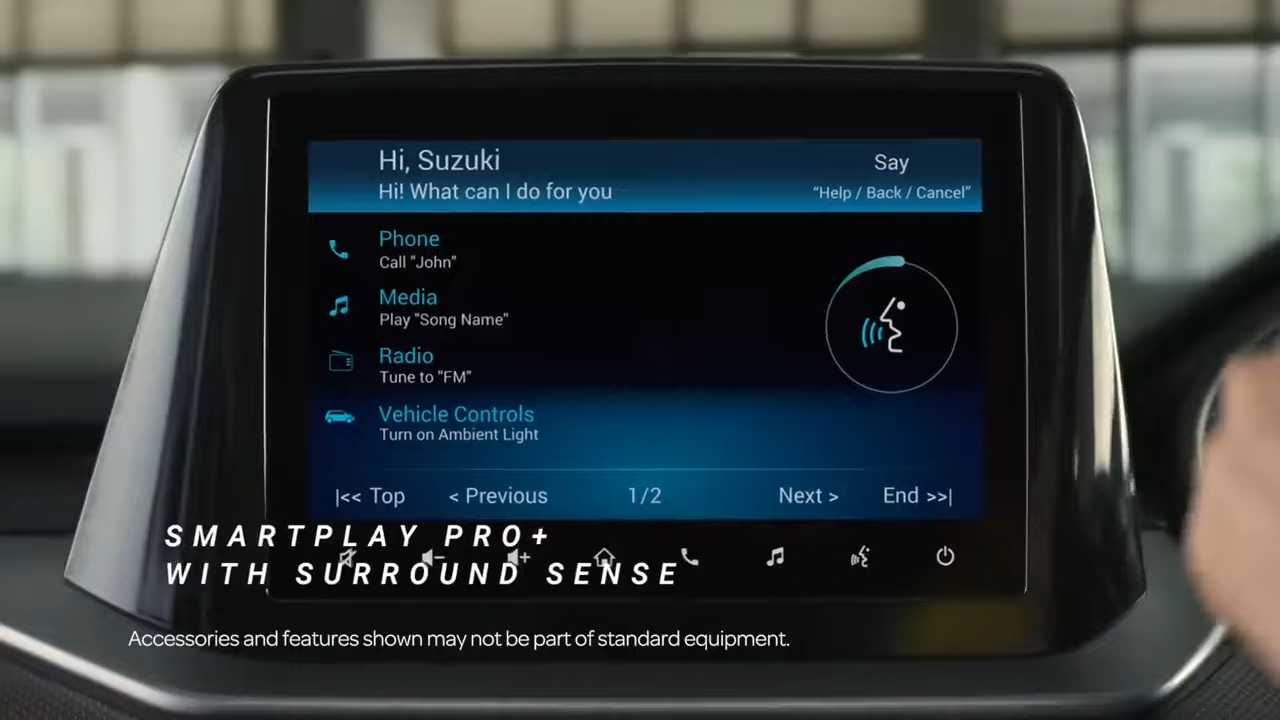 Hi, Suzuki
Say
Hi! What can I do for you
“Help / Back / Cancel”
Phone
Call "John"
Media
Play "Song Name"
Radio
Tune to "FM"
Vehicle Controls
Turn on Ambient Light
|<< Top < Previous 1/2 Next > End >>|
SMARTPLAY PRO+
WITH SURROUND SENSE
Accessories and features shown may not be part of standard equipment.